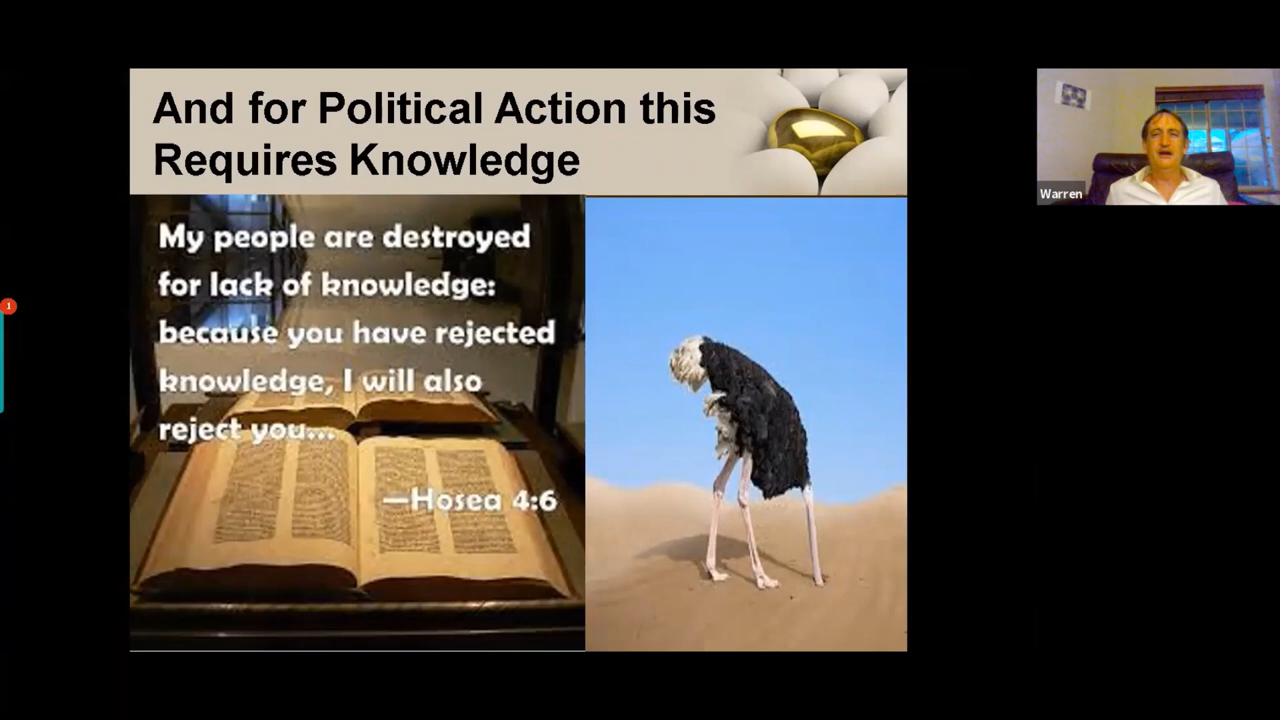 And for Political Action this
Requires Knowledge
My people are destroyed
for lack of knowledge:
because you have rejected
knowledge, I will also
reject you...
—Hosea 4:6
Warren
1